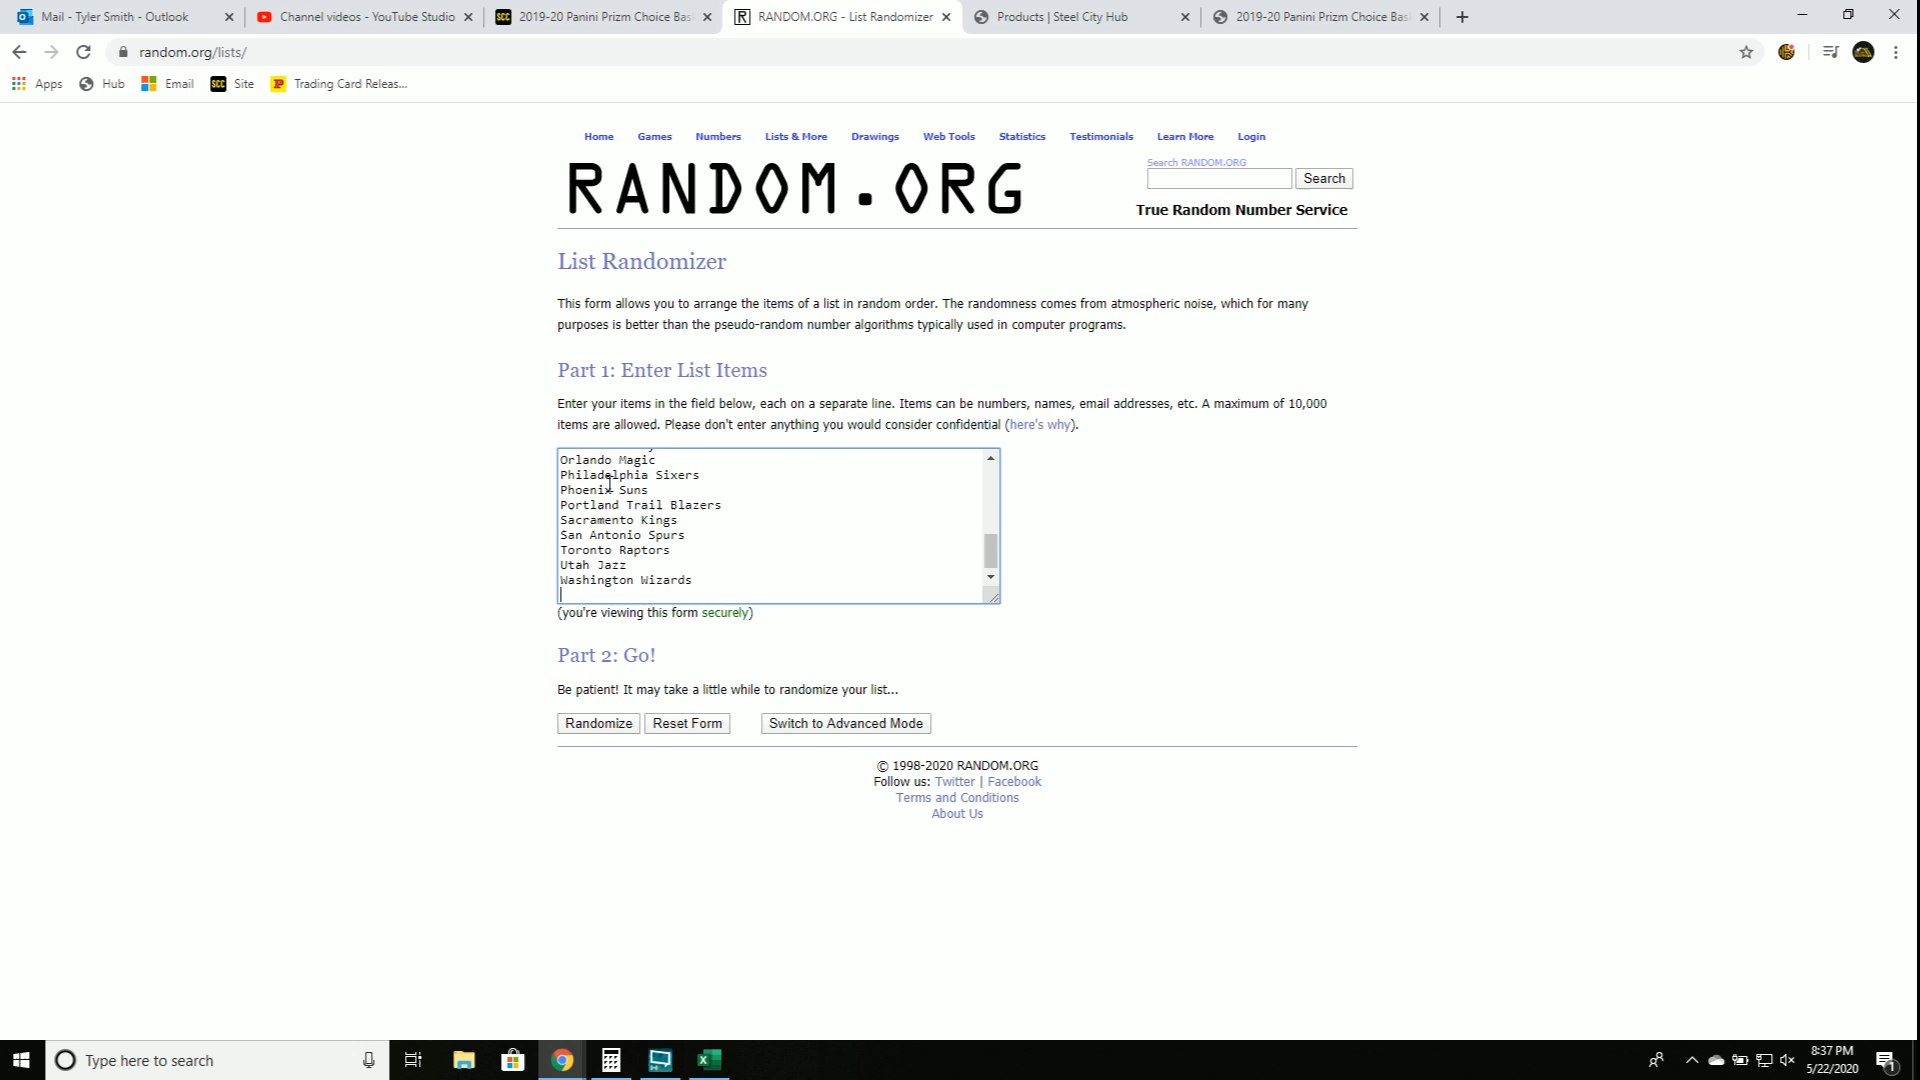 Mail - Tyler Smith - Outlook
Channel videos - YouTube Studio
SCC 2019-20 Panini Prizm Choice Bas
R RANDOM.ORG - List Randomizer
Products | Steel City Hub
2019-20 Panini Prizm Choice Bas
random.org/lists/
Apps
Hub
Email
SCC Site
Trading Card Releas...
Home
Games
Numbers
Lists & More
Drawings
Web Tools
Statistics
Testimonials
Learn More
Login
RANDOM.ORG
Search RANDOM.ORG
Search
True Random Number Service
List Randomizer
This form allows you to arrange the items of a list in random order. The randomness comes from atmospheric noise, which for many
purposes is better than the pseudo-random number algorithms typically used in computer programs.
Part 1: Enter List Items
Enter your items in the field below, each on a separate line. Items can be numbers, names, email addresses, etc. A maximum of 10,000
items are allowed. Please don't enter anything you would consider confidential (here's why).
Orlando Magic
Philadelphia Sixers
Phoenix Suns
Portland Trail Blazers
Sacramento Kings
San Antonio Spurs
Toronto Raptors
Utah Jazz
Washington Wizards
(you're viewing this form securely)
Part 2: Go!
Be patient! It may take a little while to randomize your list...
Randomize
Reset Form
Switch to Advanced Mode
© 1998-2020 RANDOM.ORG
Follow us: Twitter | Facebook
Terms and Conditions
About Us
Type here to search
8:37 PM
5/22/2020
1